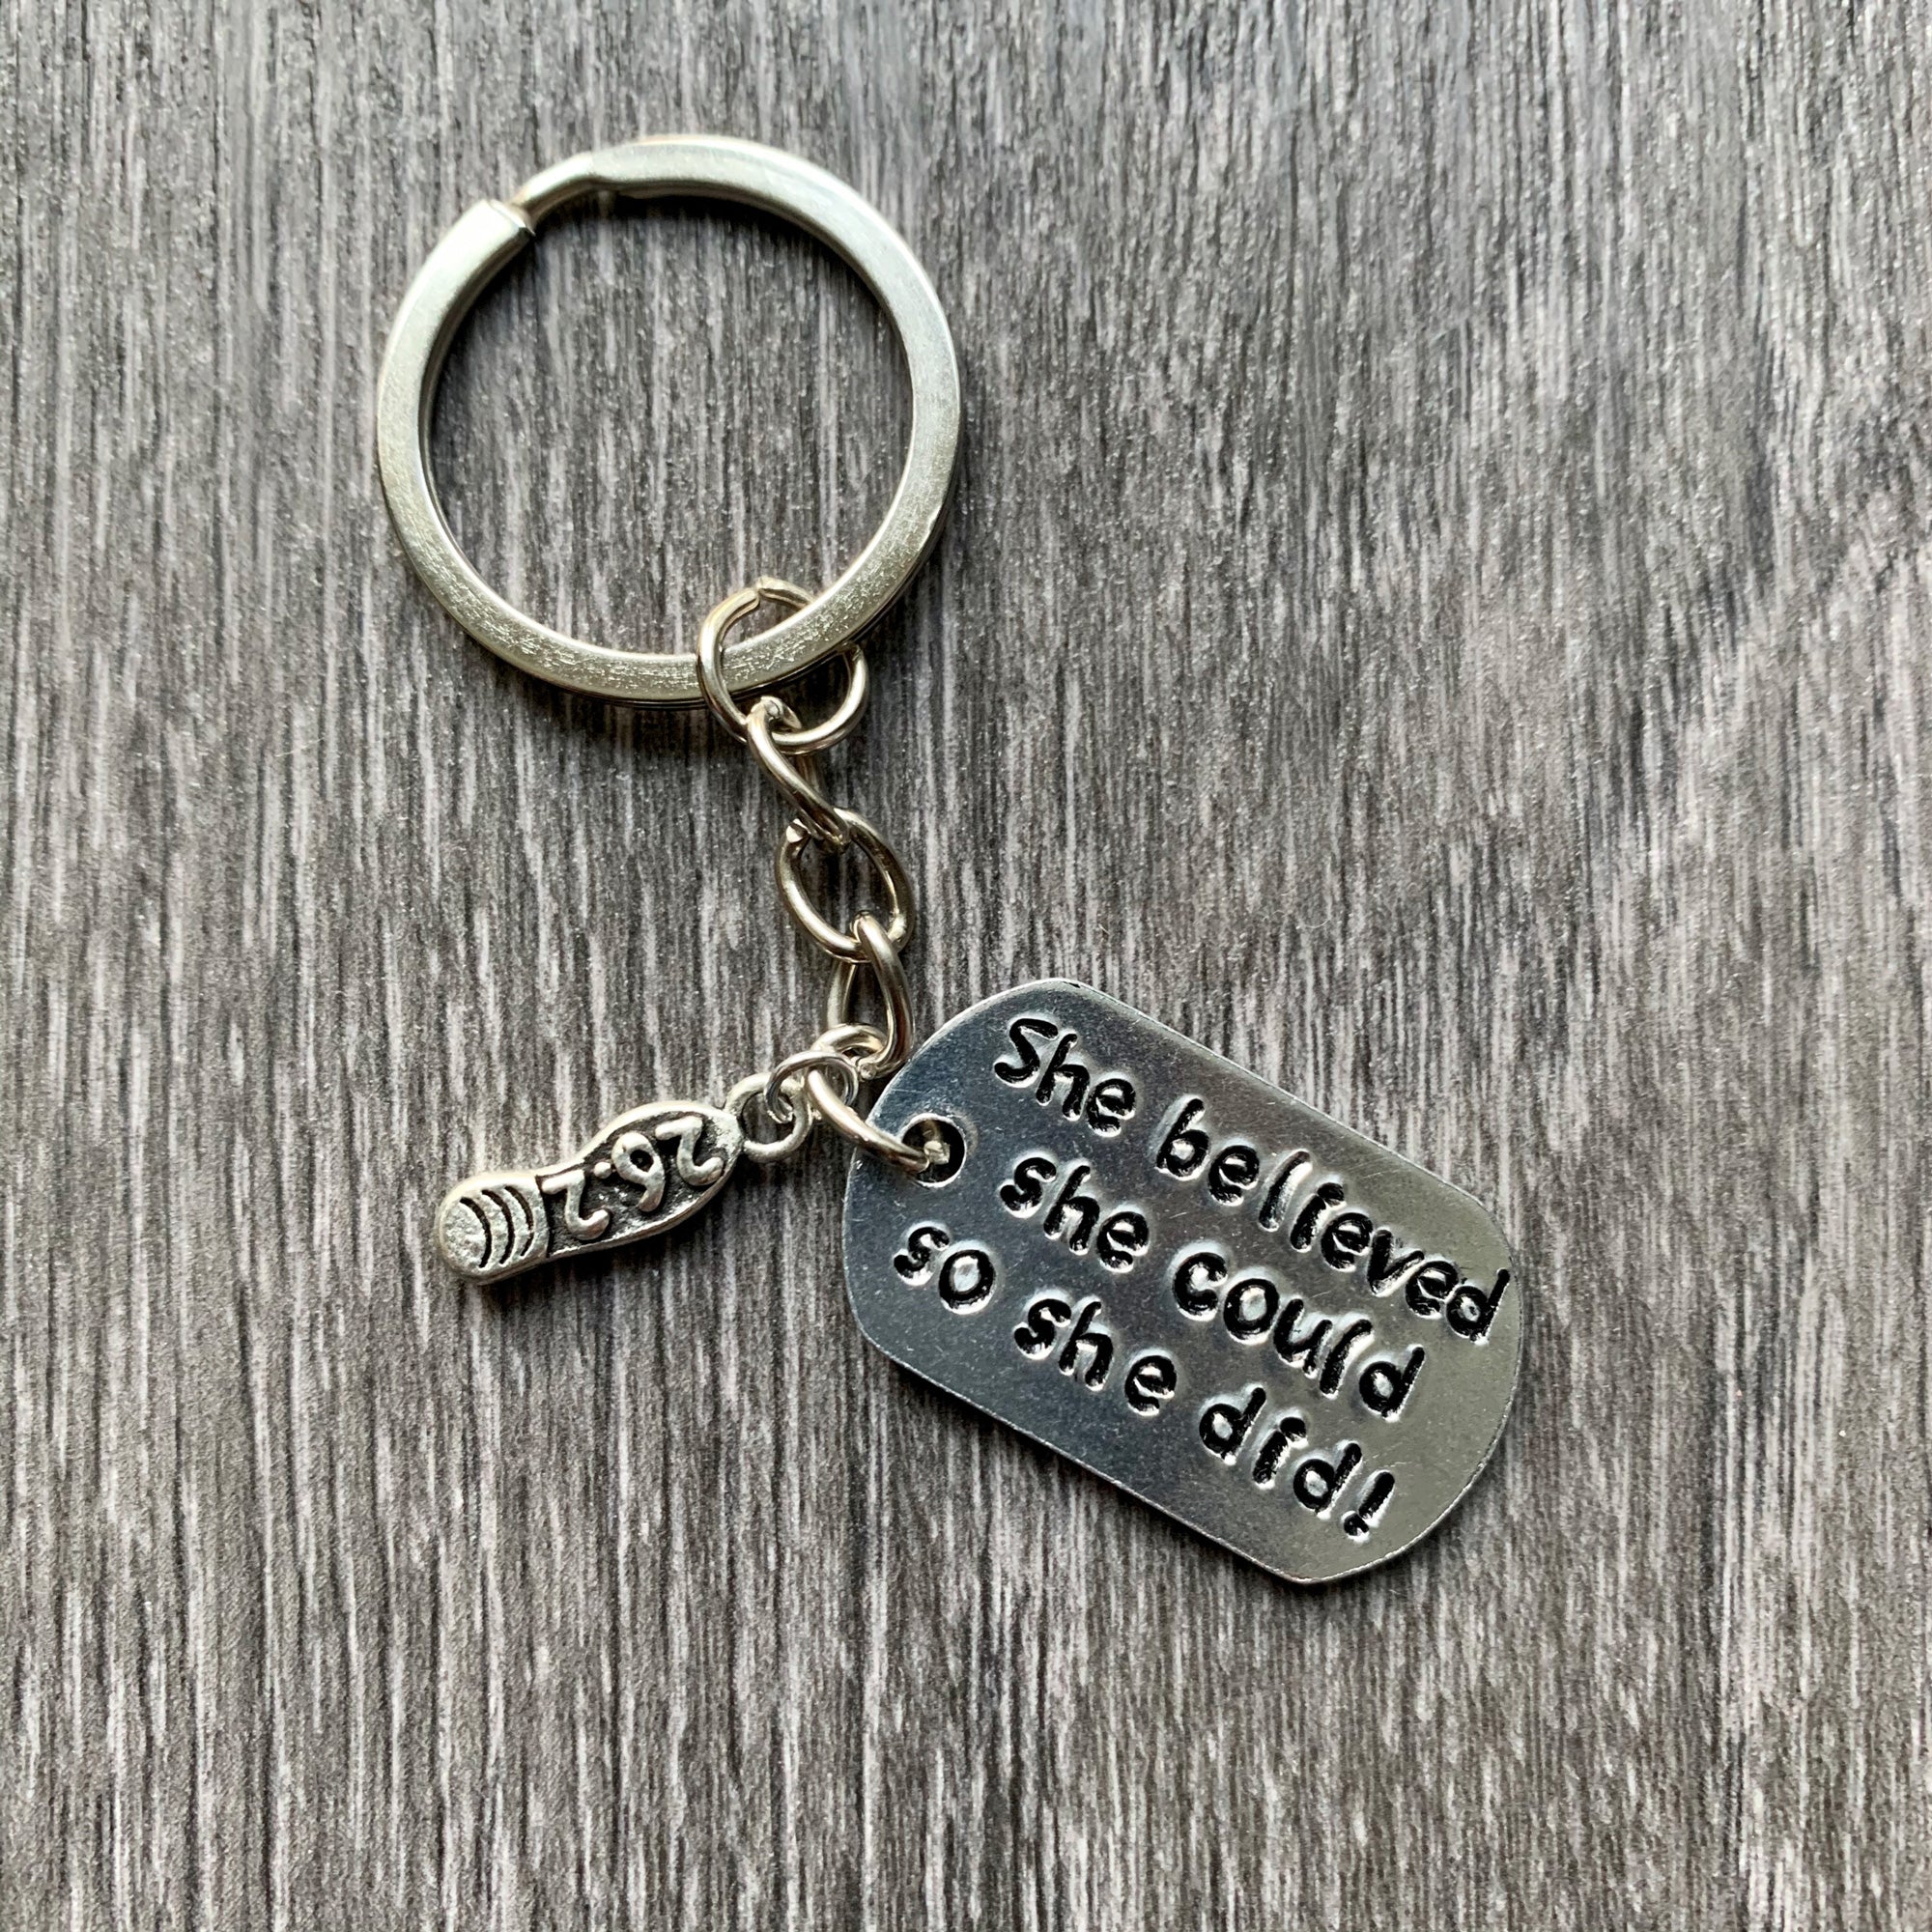 She believed
she could
so she did!
26.2